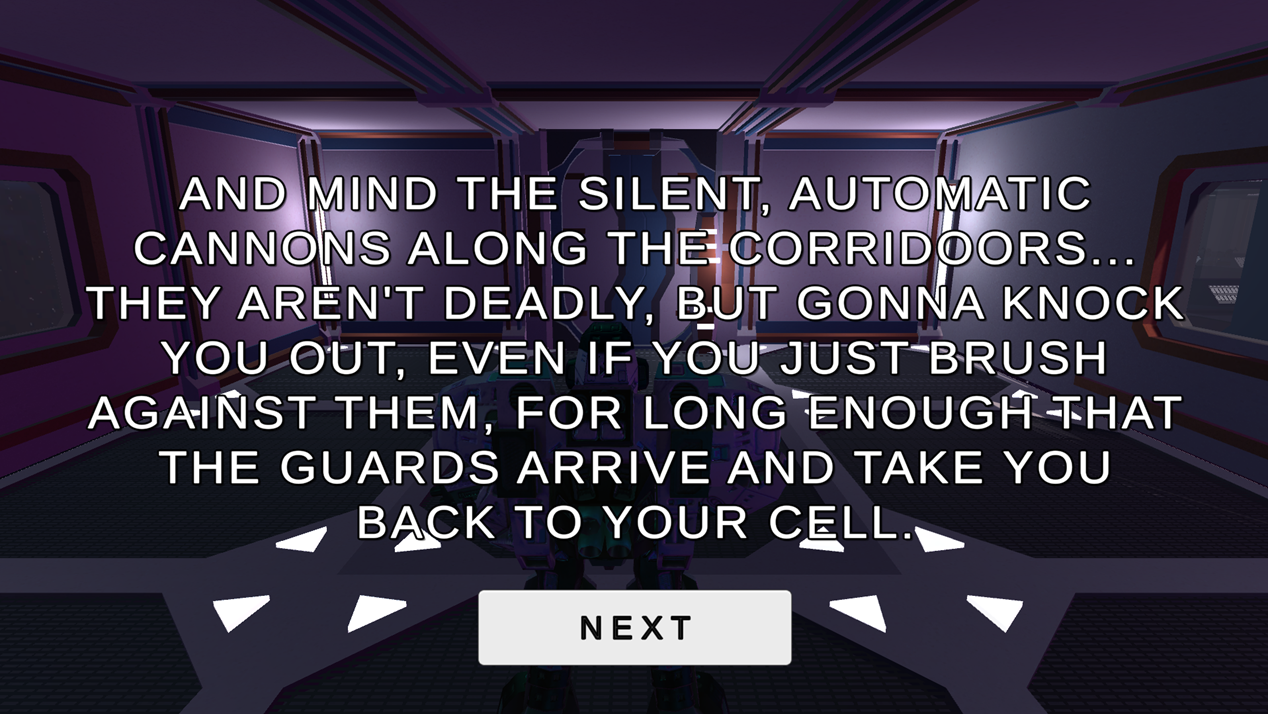 AND MIND THE SILENT, AUTOMATIC
CANNONS ALONG THE CORRIDOORS...
THEY AREN'T DEADLY, BUT GONNA KNOCK
YOU OUT, EVEN IF YOU JUST BRUSH
AGAINST THEM, FOR LONG ENOUGH THAT
THE GUARDS ARRIVE AND TAKE YOU
BACK TO YOUR CELL.
NEXT